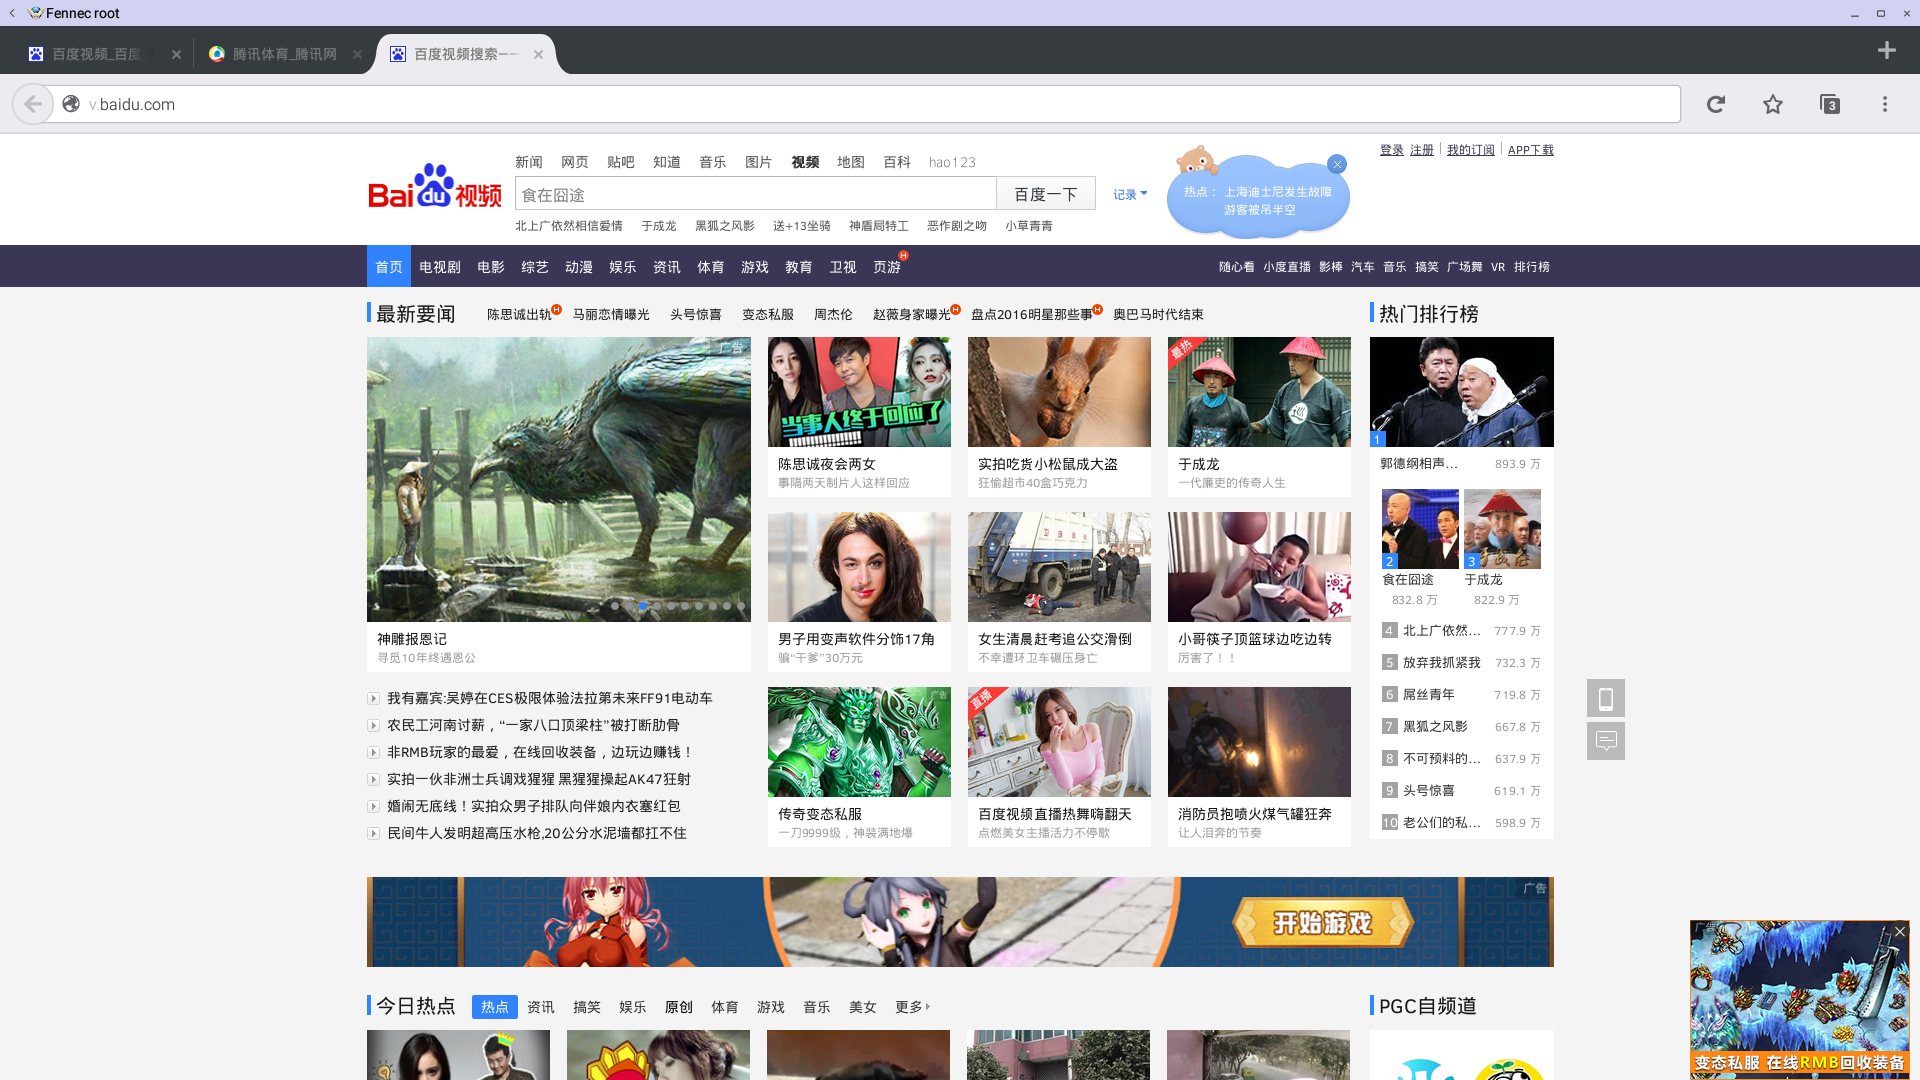 Fennec root
百度视频_百度
腾讯体育_腾讯网
百度视频搜索一
v.baidu.com
3
登录 注册 我的订阅 APP下载
新闻 网页 贴吧 知道 音乐 图片 视频 地图 百科 hao123
Bai du 视频
食在囧途
百度一下
记录
热点： 上海迪士尼发生故障
游客被吊半空
北上广依然相信爱情 于成龙 黑狐之风影 送+13坐骑 神盾局特工 恶作剧之吻 小草青青
首页 电视剧 电影 综艺 动漫 娱乐 资讯 体育 游戏 教育 卫视 页游 H
随心看 小度直播 影棒 汽车 音乐 搞笑 广场舞 VR 排行榜
最新要闻
陈思诚出轨 H 马丽恋情曝光 头号惊喜 变态私服 周杰伦 赵薇身家曝光 H 盘点2016明星那些事 H 奥巴马时代结束
热门排行榜
广告
神雕报恩记
寻觅10年终遇恩公
当事人终于回应了
陈思诚夜会两女
事隔两天制片人这样回应
实拍吃货小松鼠成大盗
狂偷超市40盒巧克力
最热
于成龙
一代廉吏的传奇人生
男子用变声软件分饰17角
骗“干爹”30万元
女生清晨赶考追公交滑倒
不幸遭环卫车碾压身亡
小哥筷子顶篮球边吃边转
厉害了！！
我有嘉宾:吴婷在CES极限体验法拉第未来FF91电动车
农民工河南讨薪，“一家八口顶梁柱”被打断肋骨
非RMB玩家的最爱，在线回收装备，边玩边赚钱！
实拍一伙非洲士兵调戏猩猩 黑猩猩操起AK47狂射
婚闹无底线！实拍众男子排队向伴娘内衣塞红包
民间牛人发明超高压水枪,20公分水泥墙都扛不住
广告
传奇变态私服
一刀9999级，神装满地爆
直播
百度视频直播热舞嗨翻天
点燃美女主播活力不停歇
消防员抱喷火煤气罐狂奔
让人泪奔的节奏
1
郭德纲相声... 893.9 万
2
食在囧途
832.8 万
3
于成龙
822.9 万
4 北上广依然... 777.9 万
5 放弃我抓紧我 732.3 万
6 屌丝青年 719.8 万
7 黑狐之风影 667.8 万
8 不可预料的... 637.9 万
9 头号惊喜 619.1 万
10 老公们的私... 598.9 万
广告
开始游戏
今日热点
热点 资讯 搞笑 娱乐 原创 体育 游戏 音乐 美女 更多
PGC自频道
广告
变态私服 在线RMB回收装备